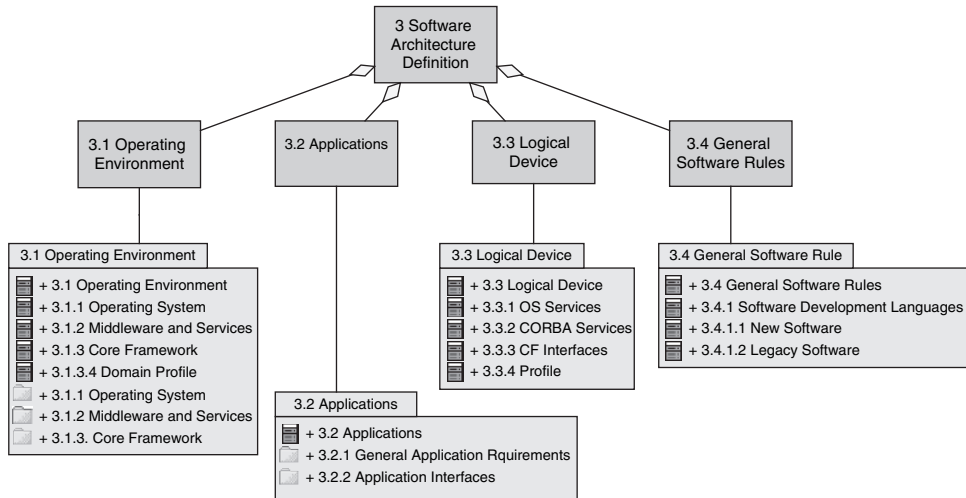 3 Software
Architecture
Definition
3.1 Operating
Environment
3.2 Applications
3.3 Logical
Device
3.4 General
Software Rules
3.1 Operating Environment
+ 3.1 Operating Environment
+ 3.1.1 Operating System
+ 3.1.2 Middleware and Services
+ 3.1.3 Core Framework
+ 3.1.3.4 Domain Profile
+ 3.1.1 Operating System
+ 3.1.2 Middleware and Services
+ 3.1.3. Core Framework
3.2 Applications
+ 3.2 Applications
+ 3.2.1 General Application Rquirements
+ 3.2.2 Application Interfaces
3.3 Logical Device
+ 3.3 Logical Device
+ 3.3.1 OS Services
+ 3.3.2 CORBA Services
+ 3.3.3 CF Interfaces
+ 3.3.4 Profile
3.4 General Software Rule
+ 3.4 General Software Rules
+ 3.4.1 Software Development Languages
+ 3.4.1.1 New Software
+ 3.4.1.2 Legacy Software